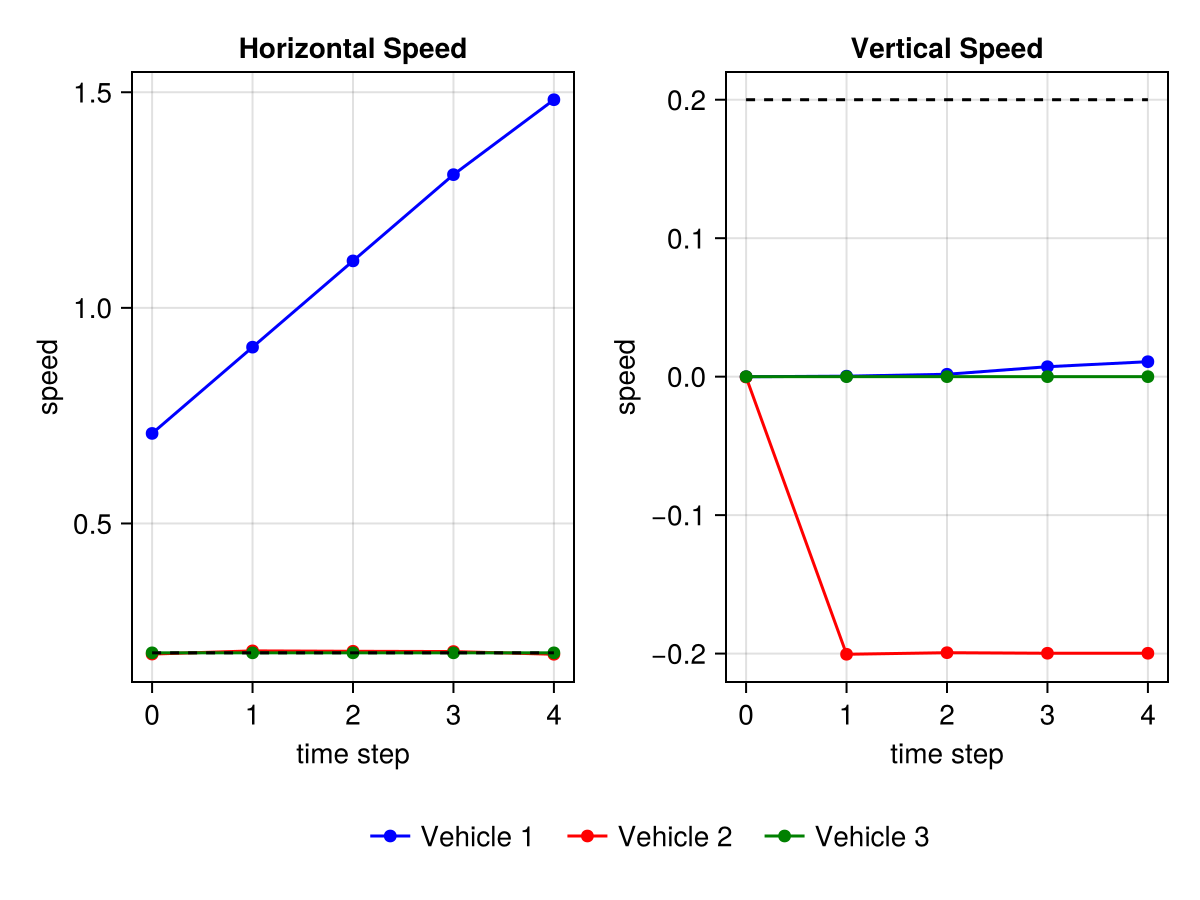 Horizontal Speed
1.5
1.0
0.5
speed
0 1 2 3 4
time step
Vertical Speed
0.2
0.1
0.0
−0.1
−0.2
speed
0 1 2 3 4
time step
Vehicle 1 Vehicle 2 Vehicle 3